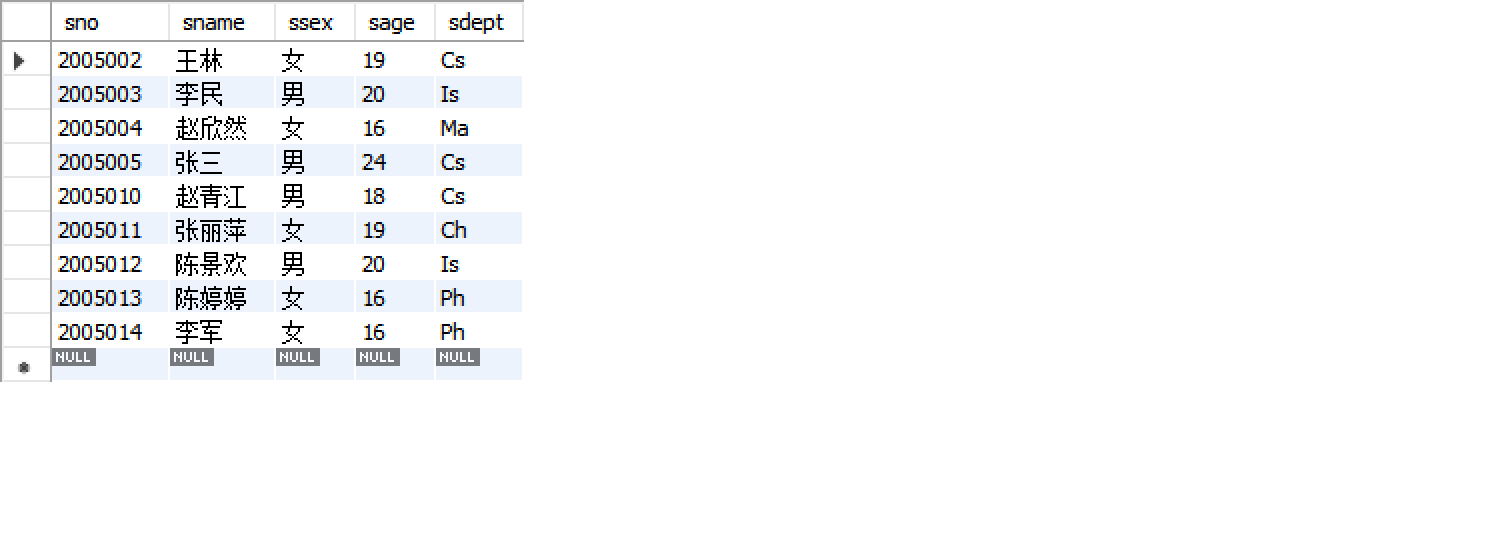 sno sname ssex sage sdept
2005002 王林 女 19 Cs
2005003 李民 男 20 Is
2005004 赵欣然 女 16 Ma
2005005 张三 男 24 Cs
2005010 赵青江 男 18 Cs
2005011 张丽萍 女 19 Ch
2005012 陈景欢 男 20 Is
2005013 陈婷婷 女 16 Ph
2005014 李军 女 16 Ph
NULL NULL NULL NULL NULL